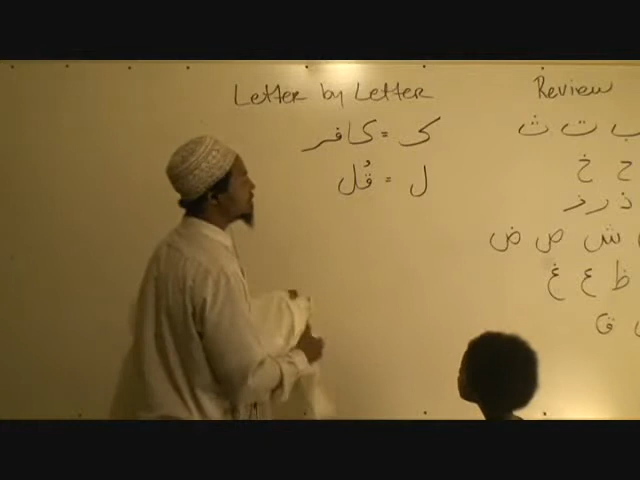 Letter by Letter
ك = كافر
ل = قُل
Review
ب ت ث
ح خ
ذ ر ز
ش ص ض
ظ ع غ
ق